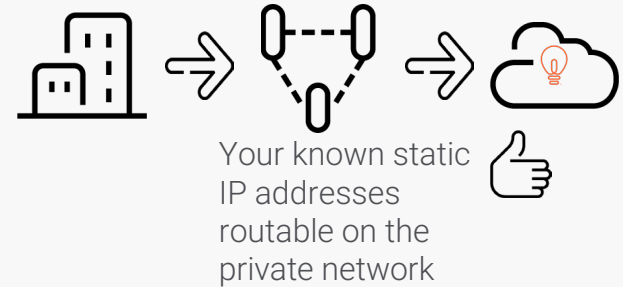 Your known static
IP addresses
routable on the
private network